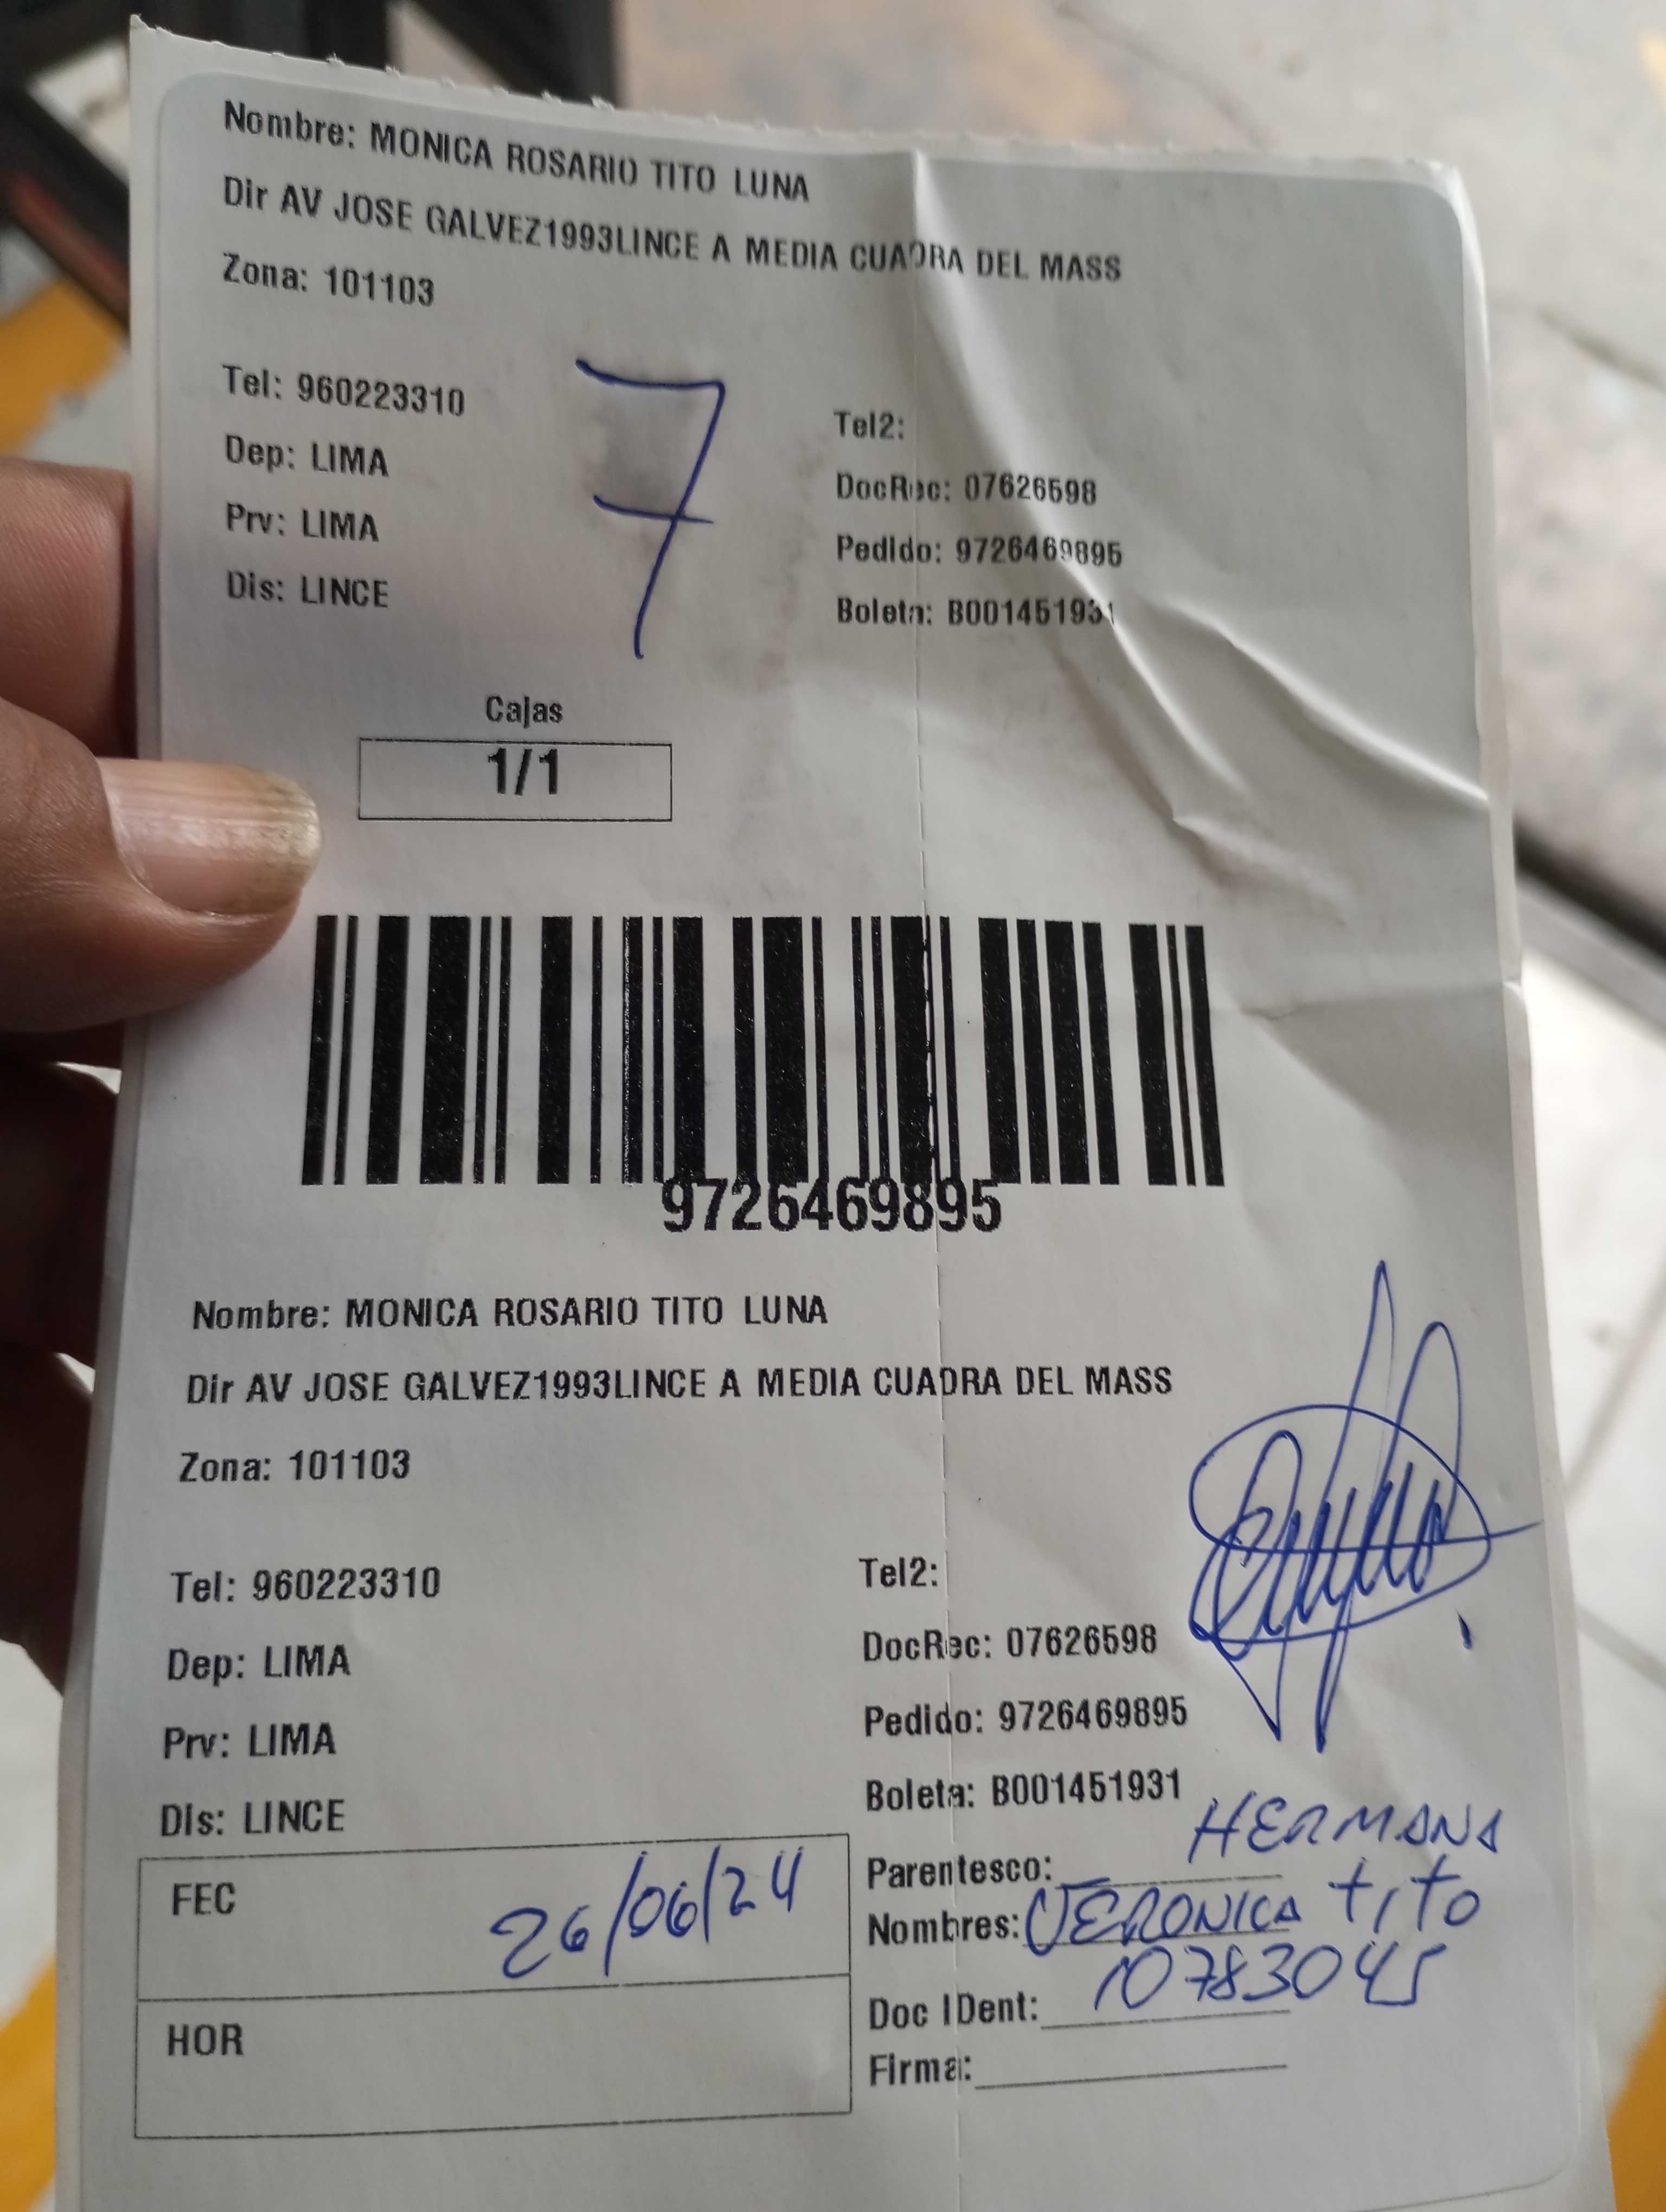 Nombre: MONICA ROSARIO TITO LUNA
Dir AV JOSE GALVEZ1993LINCE A MEDIA CUADRA DEL MASS
Zona: 101103
Tel: 960223310
Dep: LIMA
Prv: LIMA
Dis: LINCE
7
Tel2:
DocRec: 07626598
Pedido: 9726469895
Boleta: B001451931
Cajas
1/1
9726469895
Nombre: MONICA ROSARIO TITO LUNA
Dir AV JOSE GALVEZ1993LINCE A MEDIA CUADRA DEL MASS
Zona: 101103
Tel: 960223310
Dep: LIMA
Prv: LIMA
Dis: LINCE
Tel2:
DocRec: 07626598
Pedido: 9726469895
Boleta: B001451931
FEC 26/06/24
HOR
Parentesco: HERMANA
Nombres: VERONICA TITO
Doc IDent: 10783045
Firma: